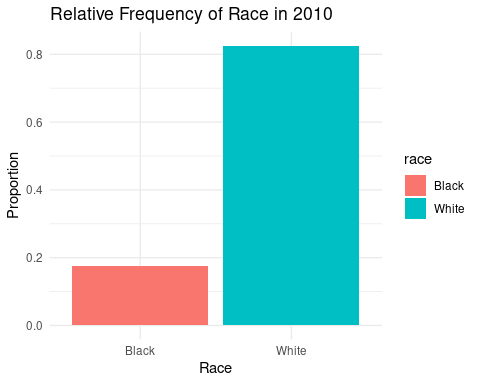 Relative Frequency of Race in 2010
Proportion
0.8
0.6
0.4
0.2
0.0
Black
White
Race
race
Black
White